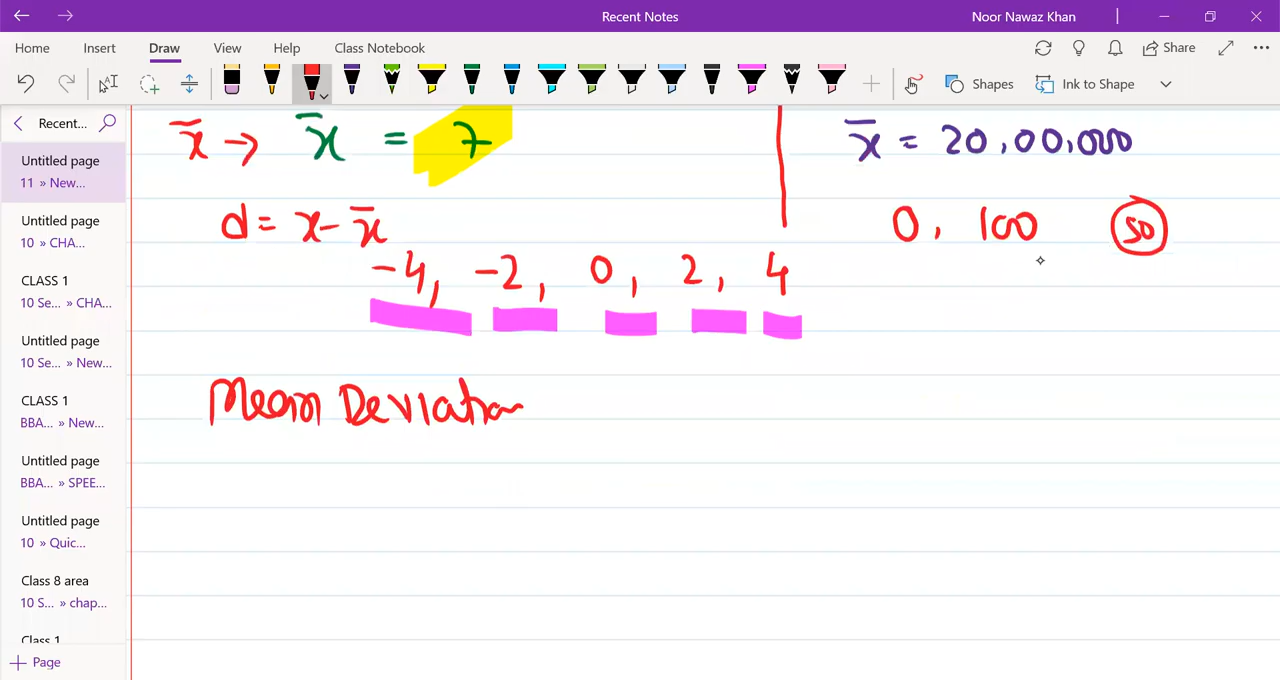 Recent Notes
Noor Nawaz Khan
Home Insert Draw View Help Class Notebook
Share
Shapes
Ink to Shape
Recent...
Untitled page
11 » New...
Untitled page
10 » CHA...
CLASS 1
10 Se... » CHA...
Untitled page
10 Se... » New...
CLASS 1
BBA... » New...
Untitled page
BBA... » SPEE...
Untitled page
10 » Quic...
Class 8 area
10 S... » chap...
Class 1
+ Page
x̅ → x̅ = 7
d = x - x̅
-4, -2, 0, 2, 4
Mean Deviation
x̅ = 20,00,000
0, 100 50